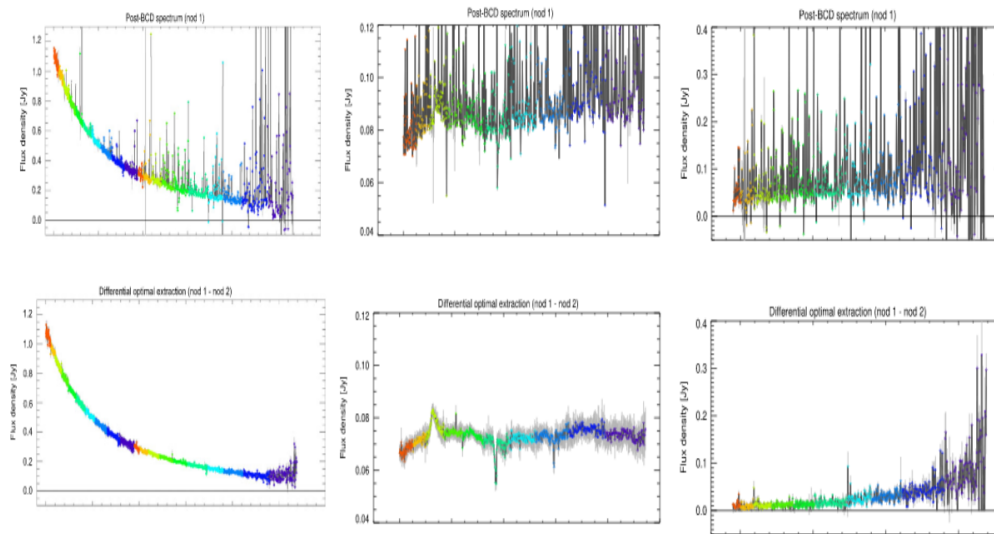 Post-BCD spectrum (nod 1)
Post-BCD spectrum (nod 1)
Post-BCD spectrum (nod 1)
Flux density [Jy]
1.2
1.0
0.8
0.6
0.4
0.2
0.0
Flux density [Jy]
0.12
0.10
0.08
0.06
0.04
Flux density [Jy]
0.4
0.3
0.2
0.1
0.0
Differential optimal extraction (nod 1 - nod 2)
Differential optimal extraction (nod 1 - nod 2)
Differential optimal extraction (nod 1 - nod 2)
Flux density [Jy]
1.2
1.0
0.8
0.6
0.4
0.2
0.0
Flux density [Jy]
0.12
0.10
0.08
0.06
0.04
Flux density [Jy]
0.4
0.3
0.2
0.1
0.0